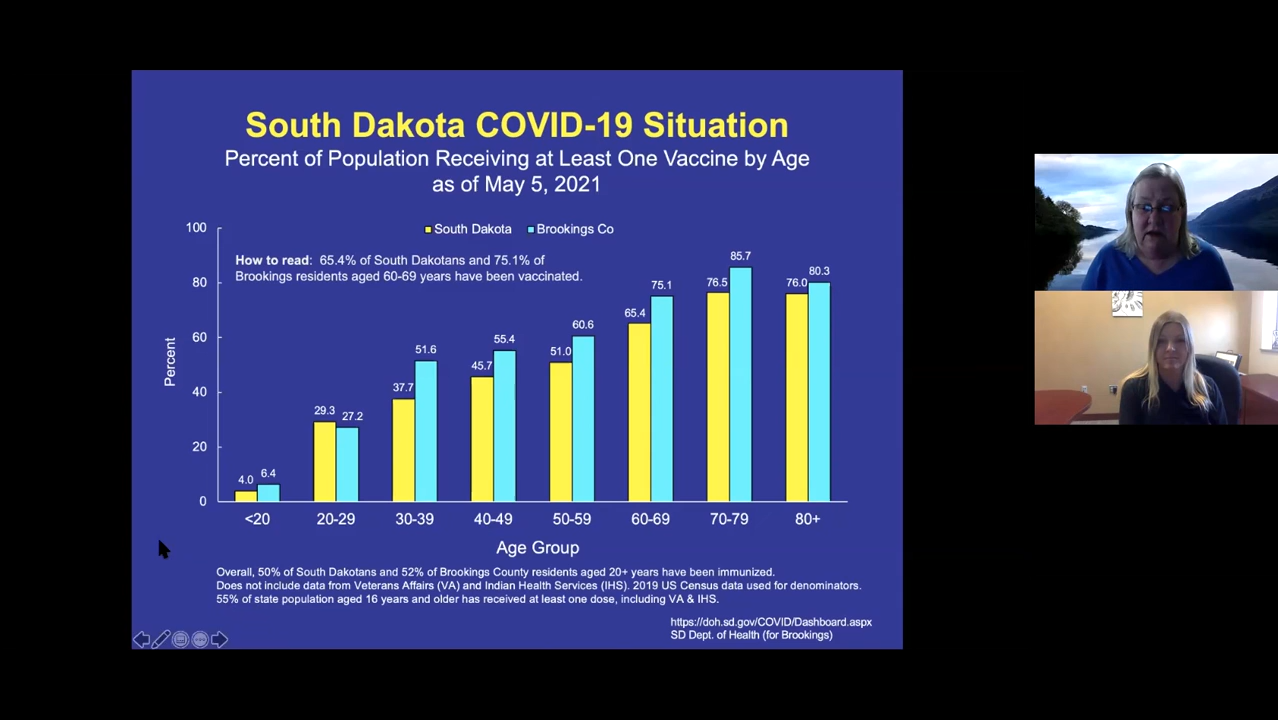 South Dakota COVID-19 Situation
Percent of Population Receiving at Least One Vaccine by Age
as of May 5, 2021
South Dakota Brookings Co
How to read: 65.4% of South Dakotans and 75.1% of
Brookings residents aged 60-69 years have been vaccinated.
Percent
100
80
60
40
20
0
4.0 6.4
29.3 27.2
37.7 51.6
45.7 55.4
51.0 60.6
65.4 75.1
76.5 85.7
76.0 80.3
<20 20-29 30-39 40-49 50-59 60-69 70-79 80+
Age Group
Overall, 50% of South Dakotans and 52% of Brookings County residents aged 20+ years have been immunized.
Does not include data from Veterans Affairs (VA) and Indian Health Services (IHS). 2019 US Census data used for denominators.
55% of state population aged 16 years and older has received at least one dose, including VA & IHS.
https://doh.sd.gov/COVID/Dashboard.aspx
SD Dept. of Health (for Brookings)